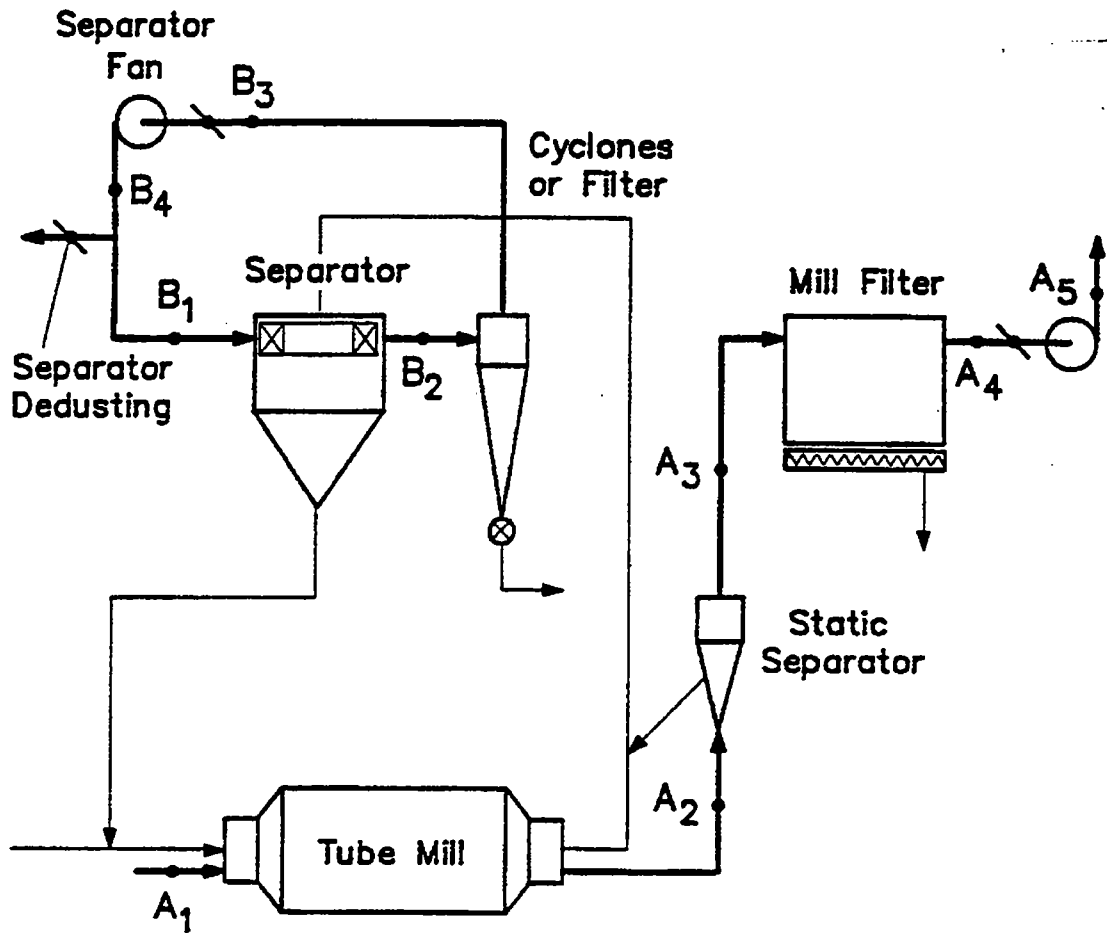 Separator
Fan
B3
Cyclones
or Filter
B4
Separator
Mill Filter
A5
B1
B2
A4
Separator
Dedusting
A3
Static
Separator
A2
Tube Mill
A1